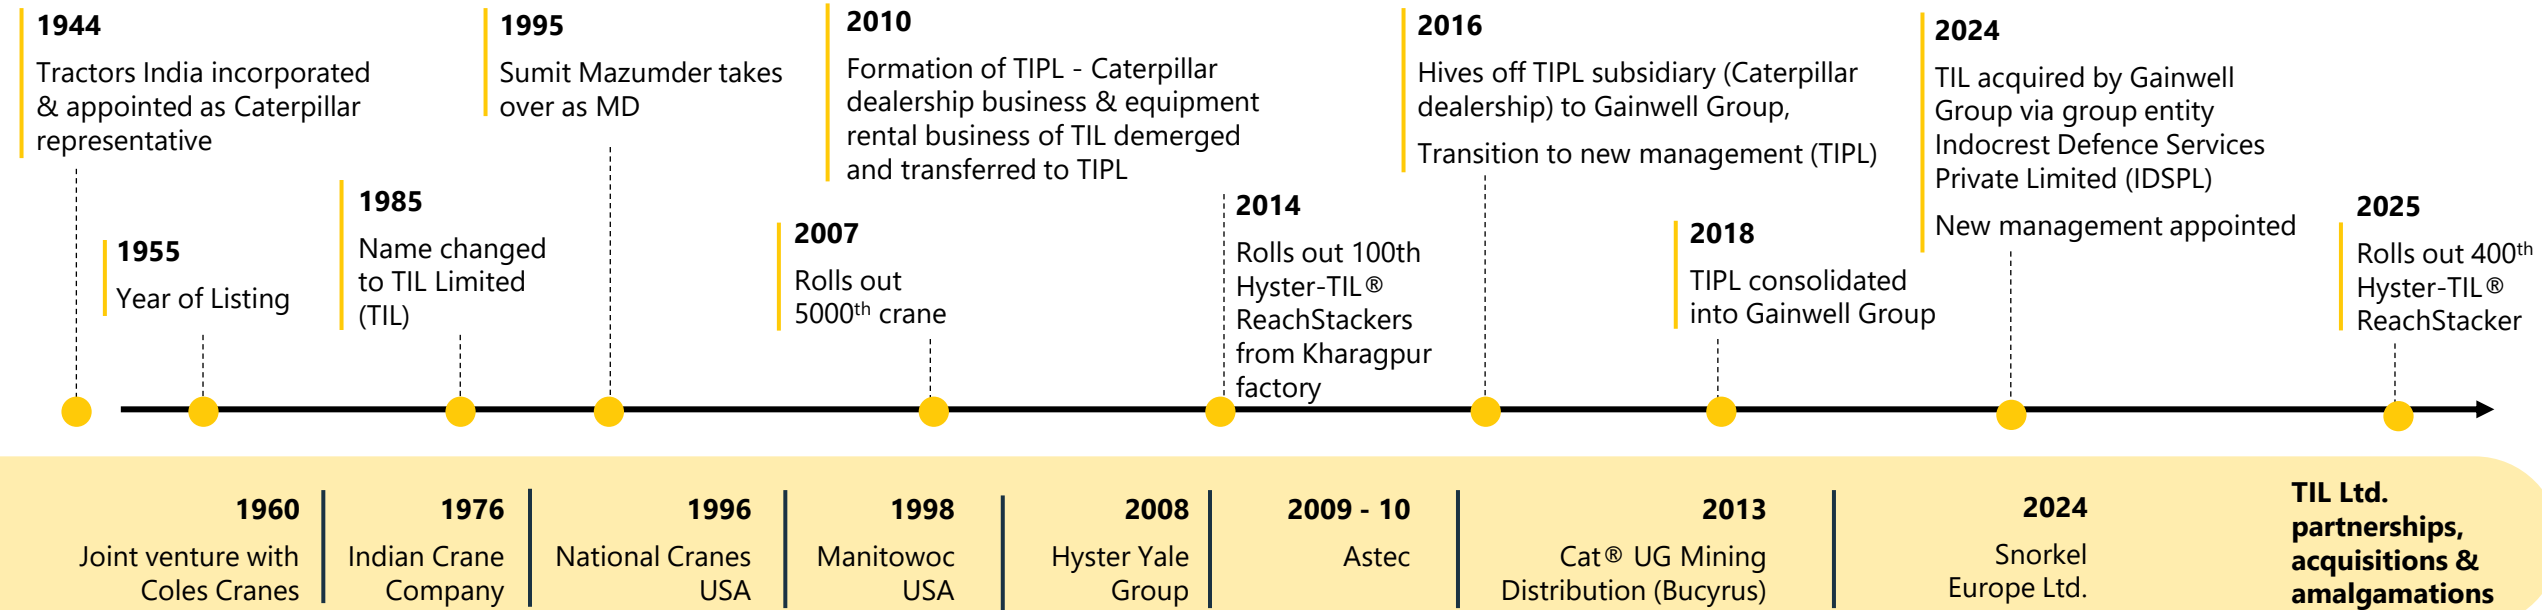 1944
Tractors India incorporated
& appointed as Caterpillar
representative
1955
Year of Listing
1985
Name changed
to TIL Limited
(TIL)
1995
Sumit Mazumder takes
over as MD
2007
Rolls out
5000th crane
2010
Formation of TIPL - Caterpillar
dealership business & equipment
rental business of TIL demerged
and transferred to TIPL
2014
Rolls out 100th
Hyster-TIL®
ReachStackers
from Kharagpur
factory
2016
Hives off TIPL subsidiary (Caterpillar
dealership) to Gainwell Group,
Transition to new management (TIPL)
2018
TIPL consolidated
into Gainwell Group
2024
TIL acquired by Gainwell
Group via group entity
Indocrest Defence Services
Private Limited (IDSPL)
New management appointed
2025
Rolls out 400th
Hyster-TIL®
ReachStacker
1960
Joint venture with
Coles Cranes
1976
Indian Crane
Company
1996
National Cranes
USA
1998
Manitowoc
USA
2008
Hyster Yale
Group
2009 - 10
Astec
2013
Cat® UG Mining
Distribution (Bucyrus)
2024
Snorkel
Europe Ltd.
TIL Ltd.
partnerships,
acquisitions &
amalgamations